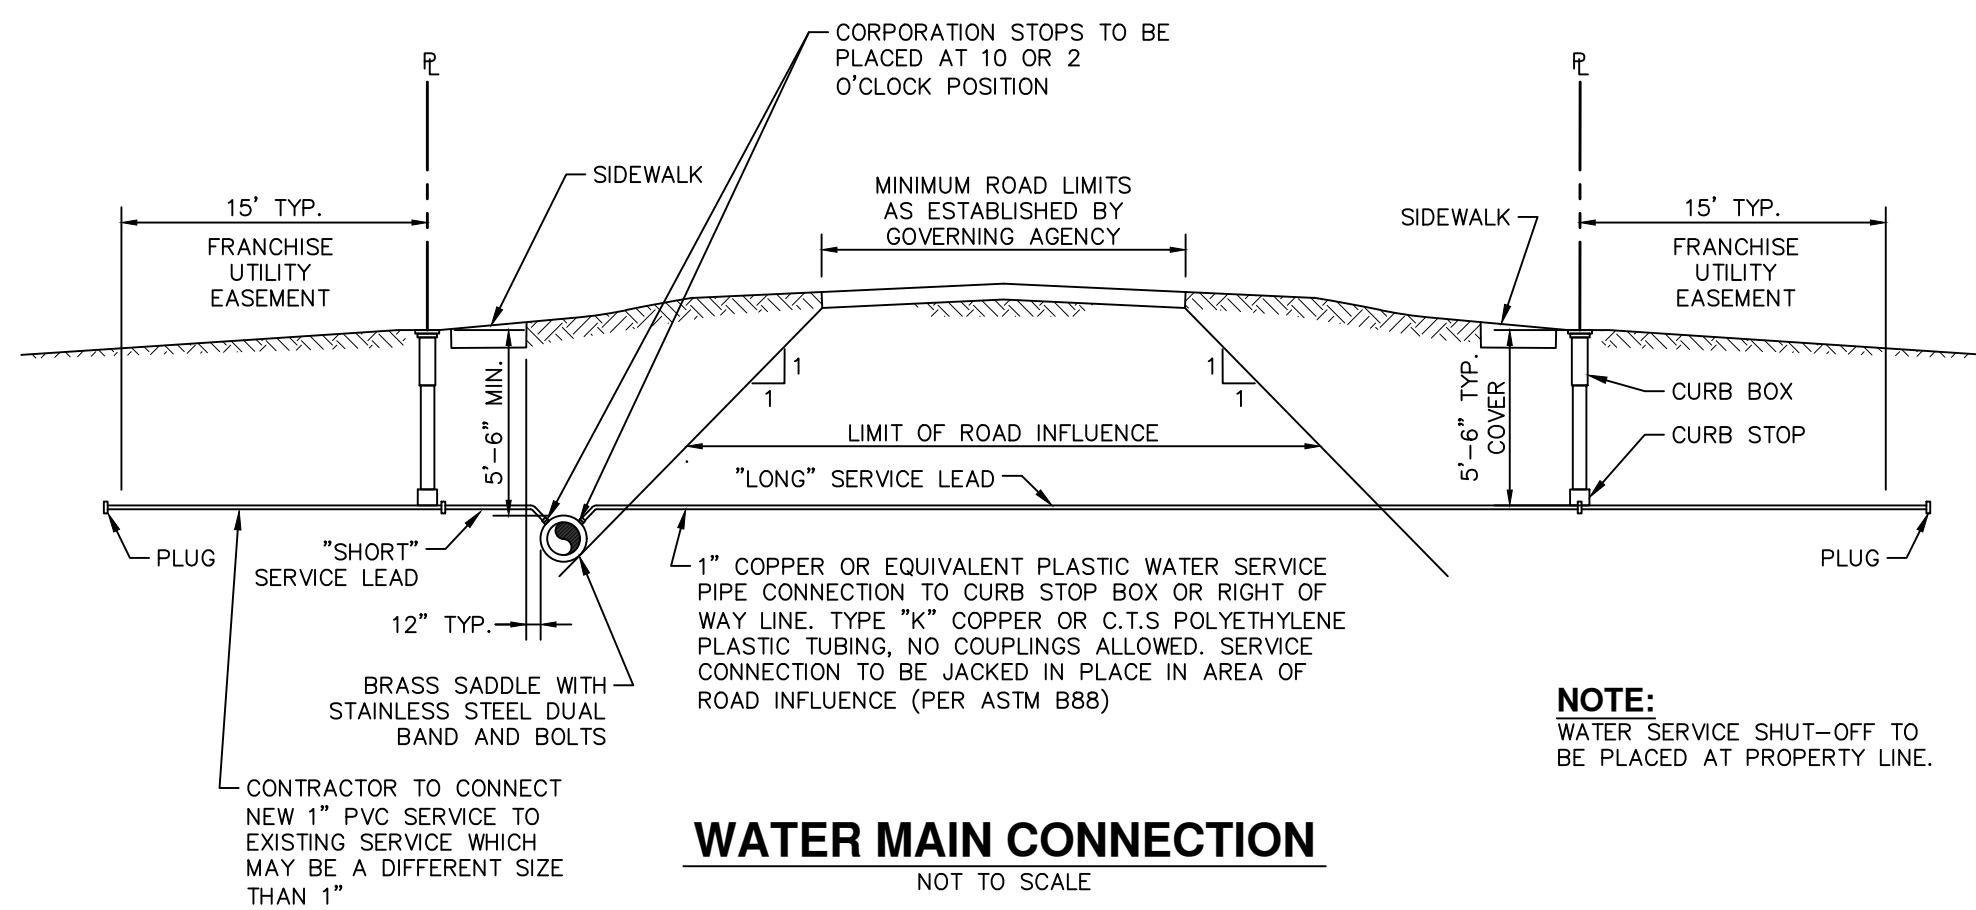 CORPORATION STOPS TO BE
PLACED AT 10 OR 2
O'CLOCK POSITION
PL
PL
SIDEWALK
15' TYP.
FRANCHISE
UTILITY
EASEMENT
MINIMUM ROAD LIMITS
AS ESTABLISHED BY
GOVERNING AGENCY
SIDEWALK
15' TYP.
FRANCHISE
UTILITY
EASEMENT
5'-6" MIN.
1
1
1
1
5'-6" TYP.
COVER
CURB BOX
CURB STOP
LIMIT OF ROAD INFLUENCE
"LONG" SERVICE LEAD
PLUG
"SHORT"
SERVICE LEAD
12" TYP.
PLUG
1" COPPER OR EQUIVALENT PLASTIC WATER SERVICE
PIPE CONNECTION TO CURB STOP BOX OR RIGHT OF
WAY LINE. TYPE "K" COPPER OR C.T.S POLYETHYLENE
PLASTIC TUBING, NO COUPLINGS ALLOWED. SERVICE
CONNECTION TO BE JACKED IN PLACE IN AREA OF
ROAD INFLUENCE (PER ASTM B88)
BRASS SADDLE WITH
STAINLESS STEEL DUAL
BAND AND BOLTS
NOTE:
WATER SERVICE SHUT-OFF TO
BE PLACED AT PROPERTY LINE.
CONTRACTOR TO CONNECT
NEW 1" PVC SERVICE TO
EXISTING SERVICE WHICH
MAY BE A DIFFERENT SIZE
THAN 1"
WATER MAIN CONNECTION
NOT TO SCALE